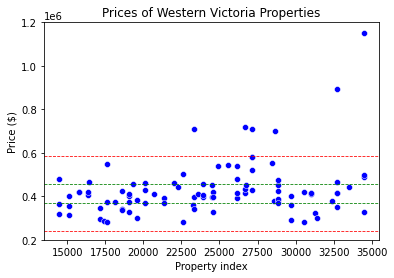 Prices of Western Victoria Properties
1e6
1.2
1.0
0.8
0.6
0.4
0.2
Price ($)
15000 17500 20000 22500 25000 27500 30000 32500 35000
Property index